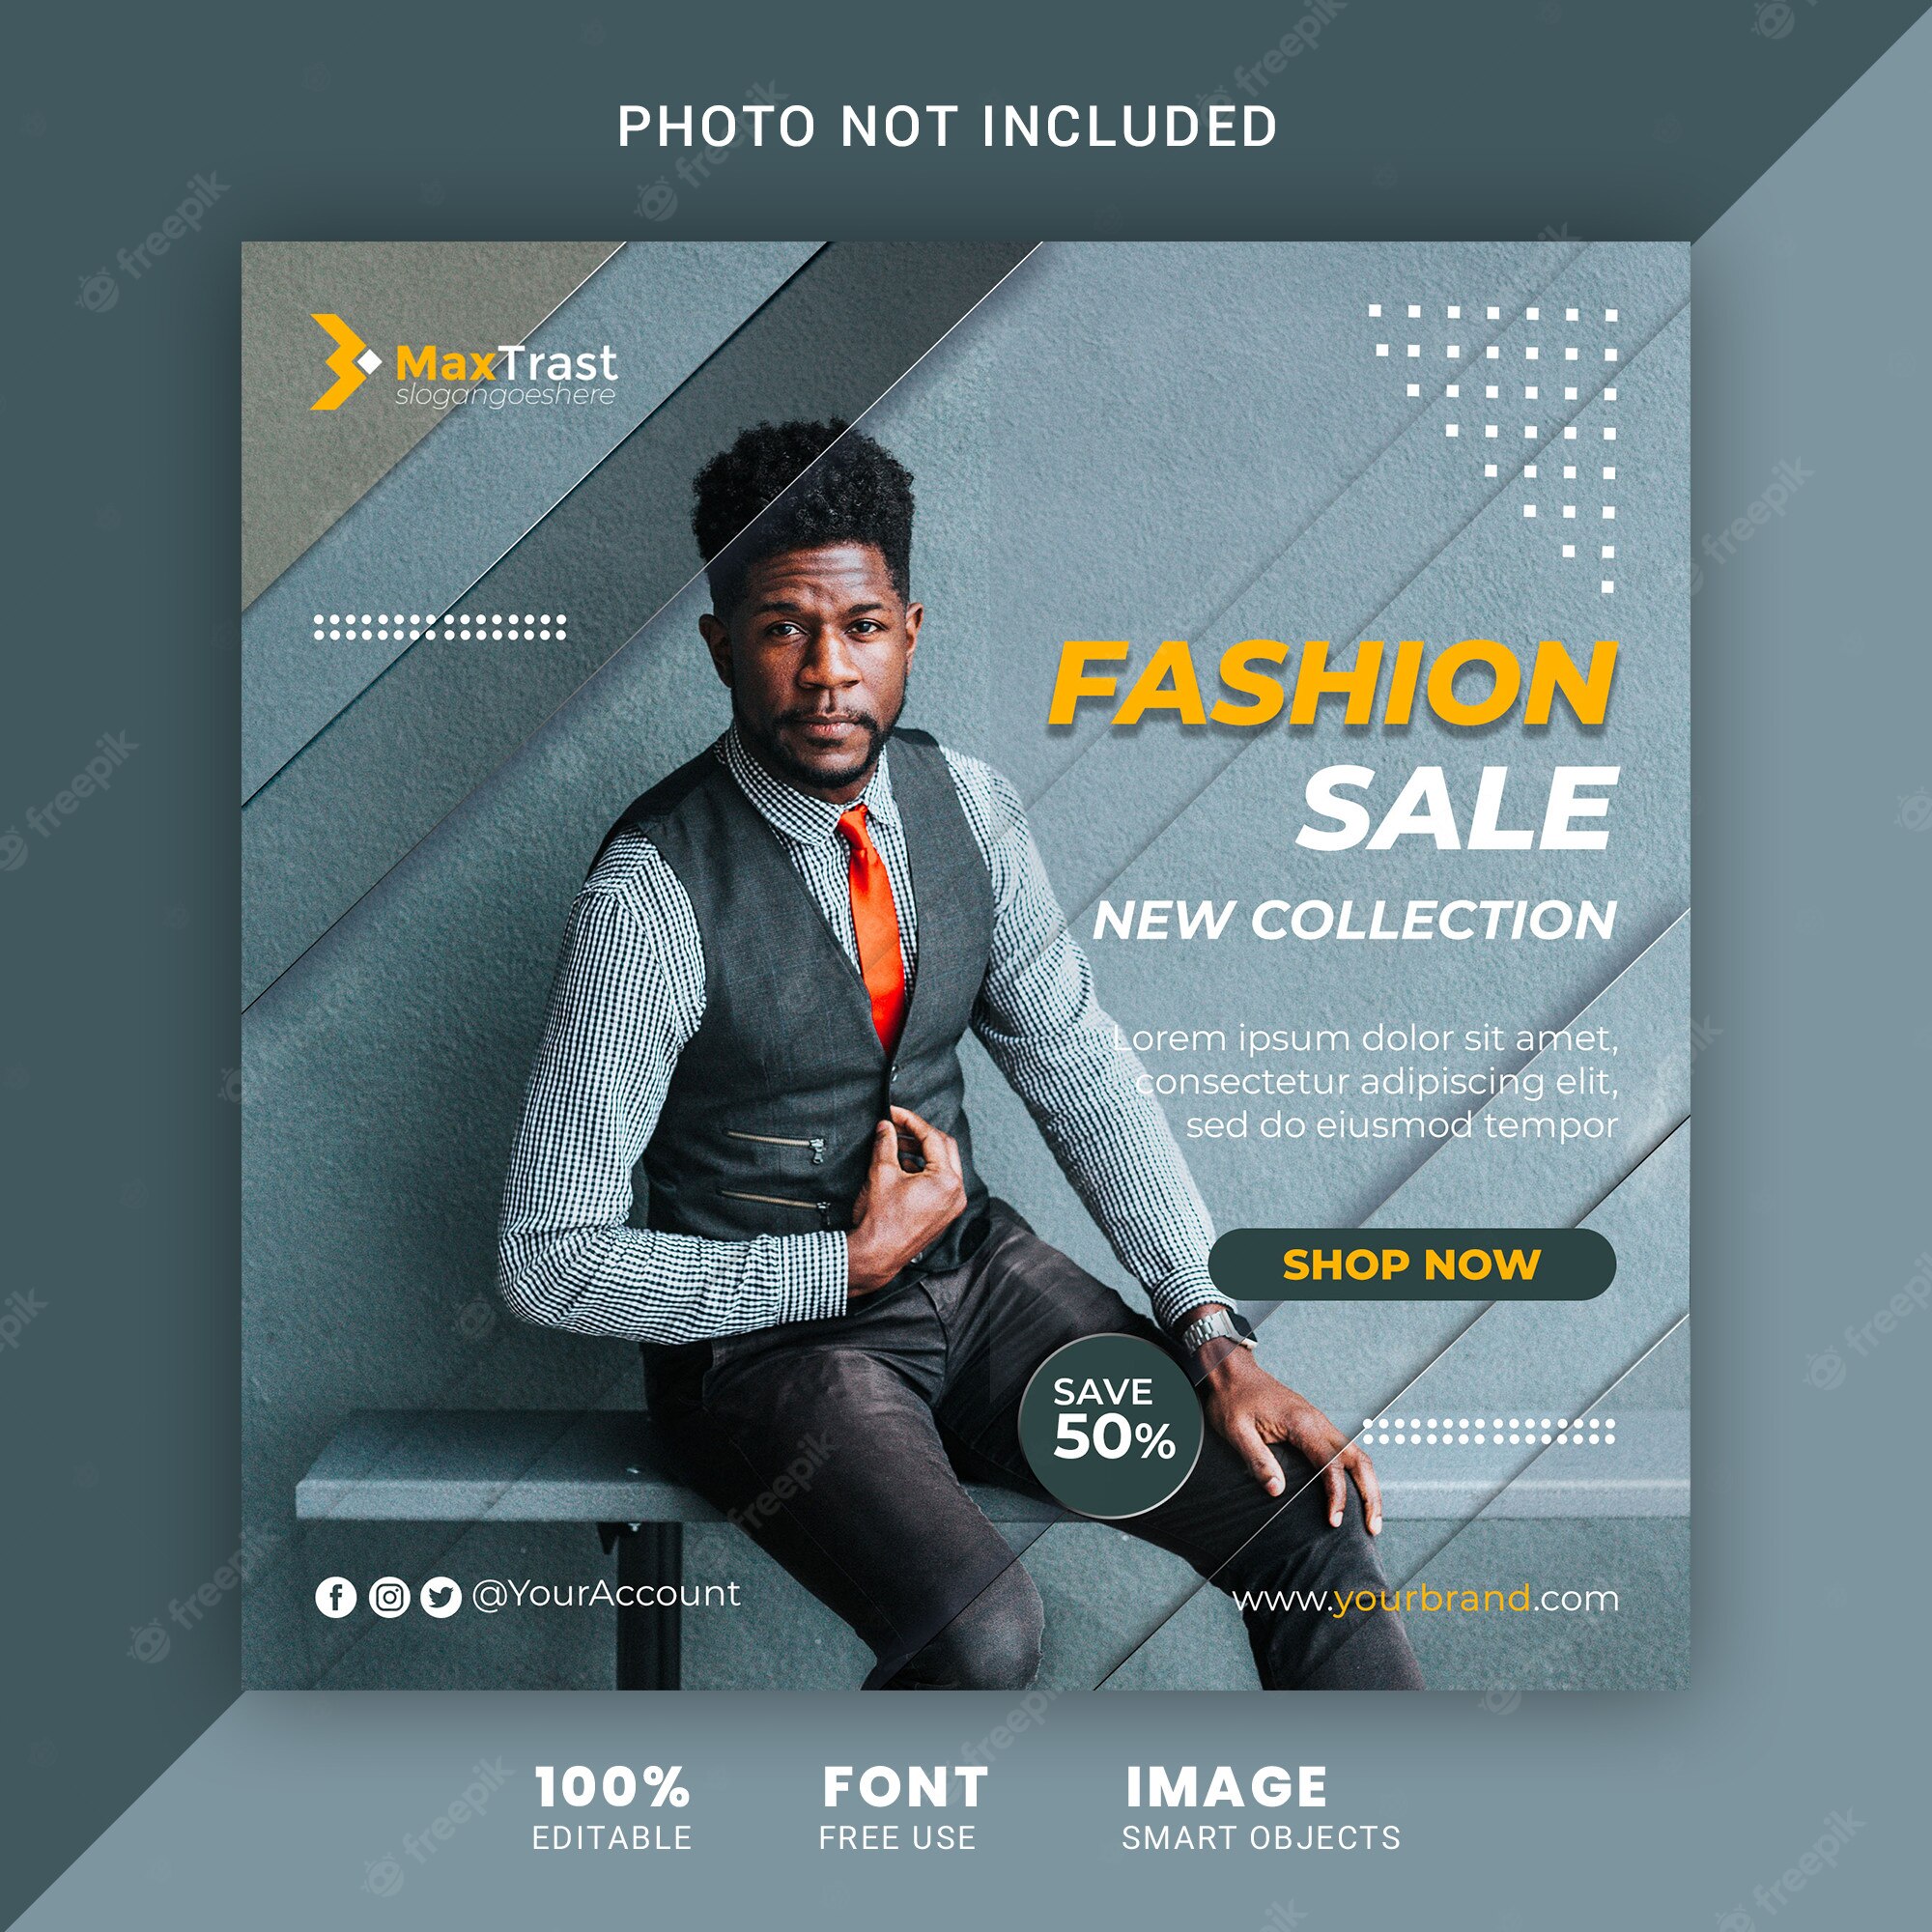 PHOTO NOT INCLUDED
MaxTrast
slogangoeshere
FASHION
SALE
NEW COLLECTION
Lorem ipsum dolor sit amet,
consectetur adipiscing elit,
sed do eiusmod tempor
SHOP NOW
SAVE
50%
@YourAccount
www.yourbrand.com
100% FONT IMAGE
EDITABLE FREE USE SMART OBJECTS
freepik